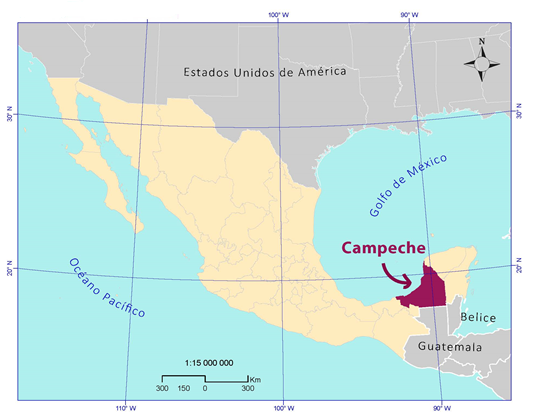 100° W
90° W
N
Estados Unidos de América
30° N
30° N
Golfo de México
Campeche
20° N
20° N
Océano Pacífico
Belice
Guatemala
1:15 000 000
300 150 0 300 Km
110° W
100° W
90° W